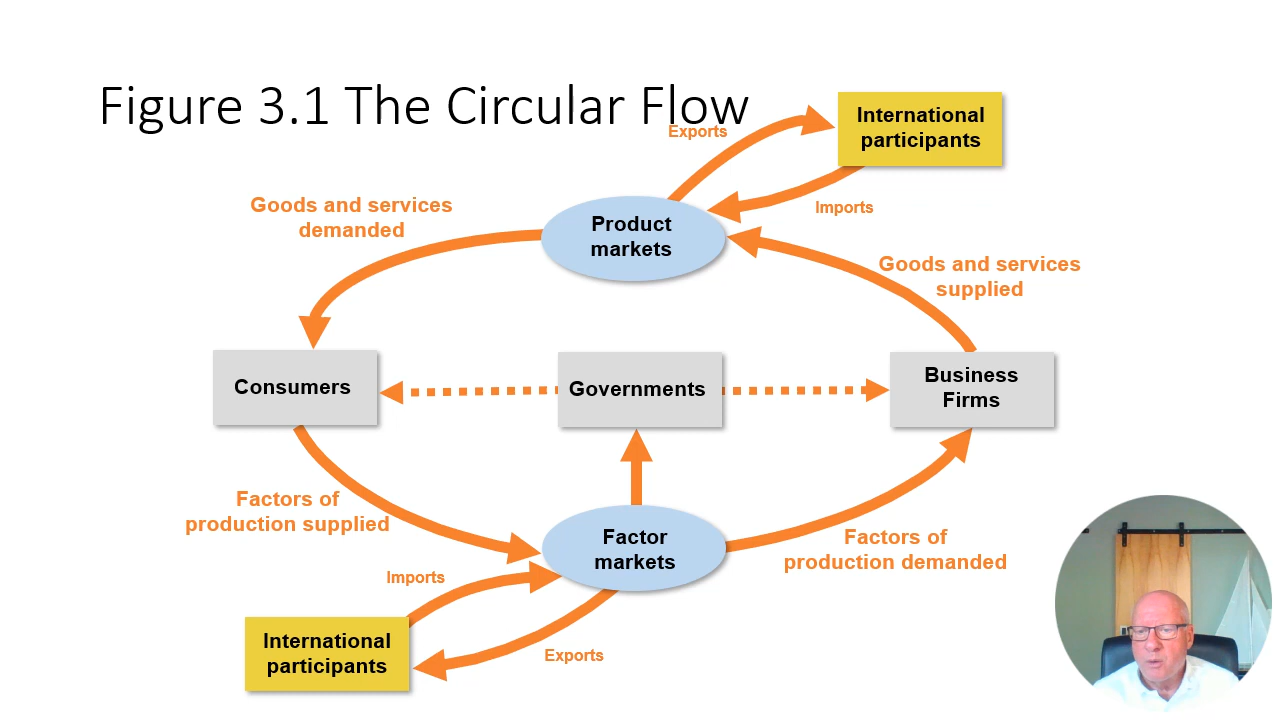 Figure 3.1 The Circular Flow
Exports
International
participants
Imports
Goods and services
demanded
Product
markets
Goods and services
supplied
Consumers
Governments
Business
Firms
Factors of
production supplied
Factor
markets
Factors of
production demanded
Imports
International
participants
Exports